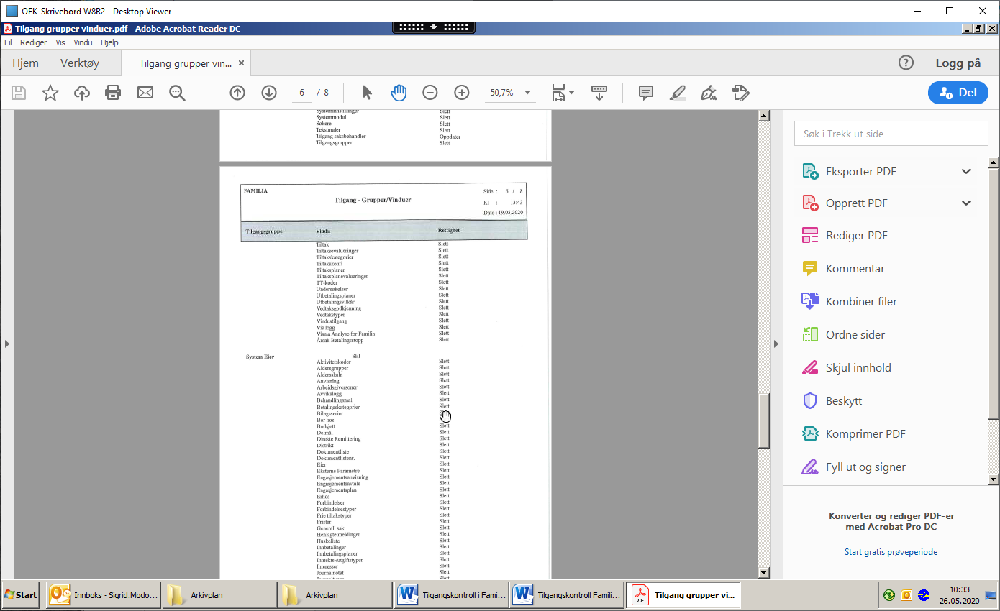 OEK-Skrivebord W8R2 - Desktop Viewer
Tilgang grupper vinduer.pdf - Adobe Acrobat Reader DC
Fil Rediger Vis Vindu Hjelp
Hjem Verktøy Tilgang grupper vin... Logg på
6 / 8 50,7% Del
Systeminnstillinger Slett
Systemmodul Slett
Søkere Slett
Tekstmaler Slett
Tilgang saksbehandler Oppdater
Tilgangsgrupper Slett
FAMILIA
Tilgang - Grupper/Vinduer
Side : 6 / 8
Kl : 13:43
Dato : 19.05.2020
Tilgangsgruppe Vindu Rettighet
Tiltak Slett
Tiltaksevalueringer Slett
Tiltakskategorier Slett
Tiltakskonti Slett
Tiltaksplaner Slett
Tiltaksplanevalueringer Slett
TT-koder Slett
Undersøkelser Slett
Utbetalingsplaner Slett
Utbetalingsvilkår Slett
Vedtaksgodkjenning Slett
Vedtakstyper Slett
Vindustilgang Slett
Vis logg Slett
Visma Analyse for Familia Slett
Årsak Betalingsstopp Slett
System Eier SEI
Aktivitetskoder Slett
Aldersgrupper Slett
Aldersskala Slett
Anvisning Slett
Arbeidsgiversoner Slett
Avvikslogg Slett
Behandlingsmal Slett
Betalingskategorier Slett
Bilagsserier
Bor hos
Budsjett Slett
Delmål Slett
Direkte Remittering Slett
Distrikt Slett
Dokumentliste Slett
Dokumentlistenr. Slett
Eier Slett
Eksterne Parametre Slett
Engasjementsanvisning Slett
Engasjementsavtale Slett
Engasjementsplan Slett
Erhos Slett
Forbindelser Slett
Forbindelsestyper Slett
Frie tiltakstyper Slett
Frister Slett
Generell sak Slett
Henlagte meldinger Slett
Huskeliste Slett
Innbetalinger Slett
Innbetalingsplaner Slett
Inntekts-/utgiftstyper Slett
Interesser Slett
Journalnotat Slett
Søk i Trekk ut side
Eksporter PDF
Opprett PDF
Rediger PDF
Kommentar
Kombiner filer
Ordne sider
Skjul innhold
Beskytt
Komprimer PDF
Fyll ut og signer
Konverter og rediger PDF-er
med Acrobat Pro DC
Start gratis prøveperiode
Start Innboks - Sigrid.Modo... Arkivplan Arkivplan Tilgangskontroll i Fami... Tilgangskontroll Famili... Tilgang grupper vi...
10:33
26.05.2020